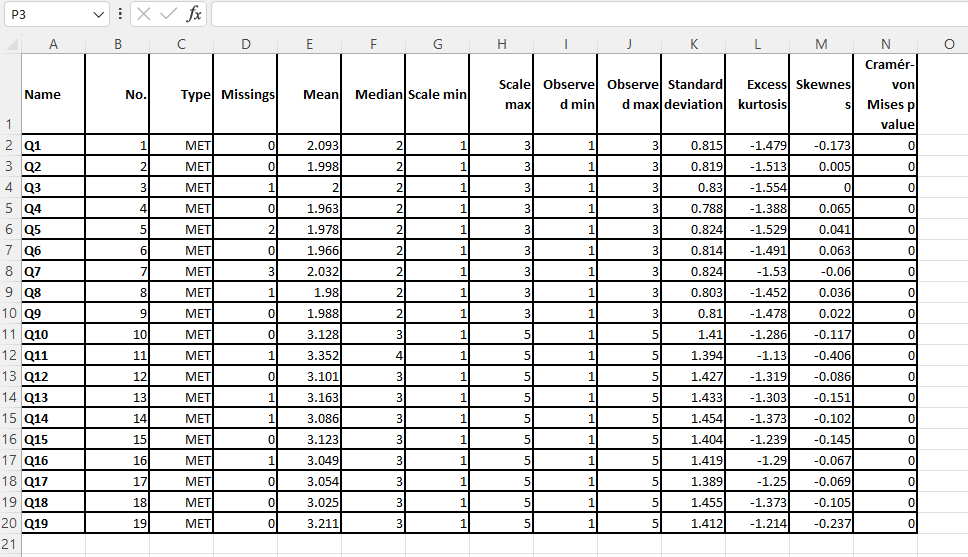 P3 fx
A B C D E F G H I J K L M N O
1 Name No. Type Missings Mean Median Scale min Scale max Observed min Observed max Standard deviation Excess kurtosis Skewness Cramér-von Mises p value
2 Q1 1 MET 0 2.093 2 1 3 1 3 0.815 -1.479 -0.173 0
3 Q2 2 MET 0 1.998 2 1 3 1 3 0.819 -1.513 0.005 0
4 Q3 3 MET 1 2 2 1 3 1 3 0.83 -1.554 0 0
5 Q4 4 MET 0 1.963 2 1 3 1 3 0.788 -1.388 0.065 0
6 Q5 5 MET 2 1.978 2 1 3 1 3 0.824 -1.529 0.041 0
7 Q6 6 MET 0 1.966 2 1 3 1 3 0.814 -1.491 0.063 0
8 Q7 7 MET 3 2.032 2 1 3 1 3 0.824 -1.53 -0.06 0
9 Q8 8 MET 1 1.98 2 1 3 1 3 0.803 -1.452 0.036 0
10 Q9 9 MET 0 1.988 2 1 3 1 3 0.81 -1.478 0.022 0
11 Q10 10 MET 0 3.128 3 1 5 1 5 1.41 -1.286 -0.117 0
12 Q11 11 MET 1 3.352 4 1 5 1 5 1.394 -1.13 -0.406 0
13 Q12 12 MET 0 3.101 3 1 5 1 5 1.427 -1.319 -0.086 0
14 Q13 13 MET 1 3.163 3 1 5 1 5 1.433 -1.303 -0.151 0
15 Q14 14 MET 1 3.086 3 1 5 1 5 1.454 -1.373 -0.102 0
16 Q15 15 MET 0 3.123 3 1 5 1 5 1.404 -1.239 -0.145 0
17 Q16 16 MET 1 3.049 3 1 5 1 5 1.419 -1.29 -0.067 0
18 Q17 17 MET 0 3.054 3 1 5 1 5 1.389 -1.25 -0.069 0
19 Q18 18 MET 0 3.025 3 1 5 1 5 1.455 -1.373 -0.105 0
20 Q19 19 MET 0 3.211 3 1 5 1 5 1.412 -1.214 -0.237 0
21